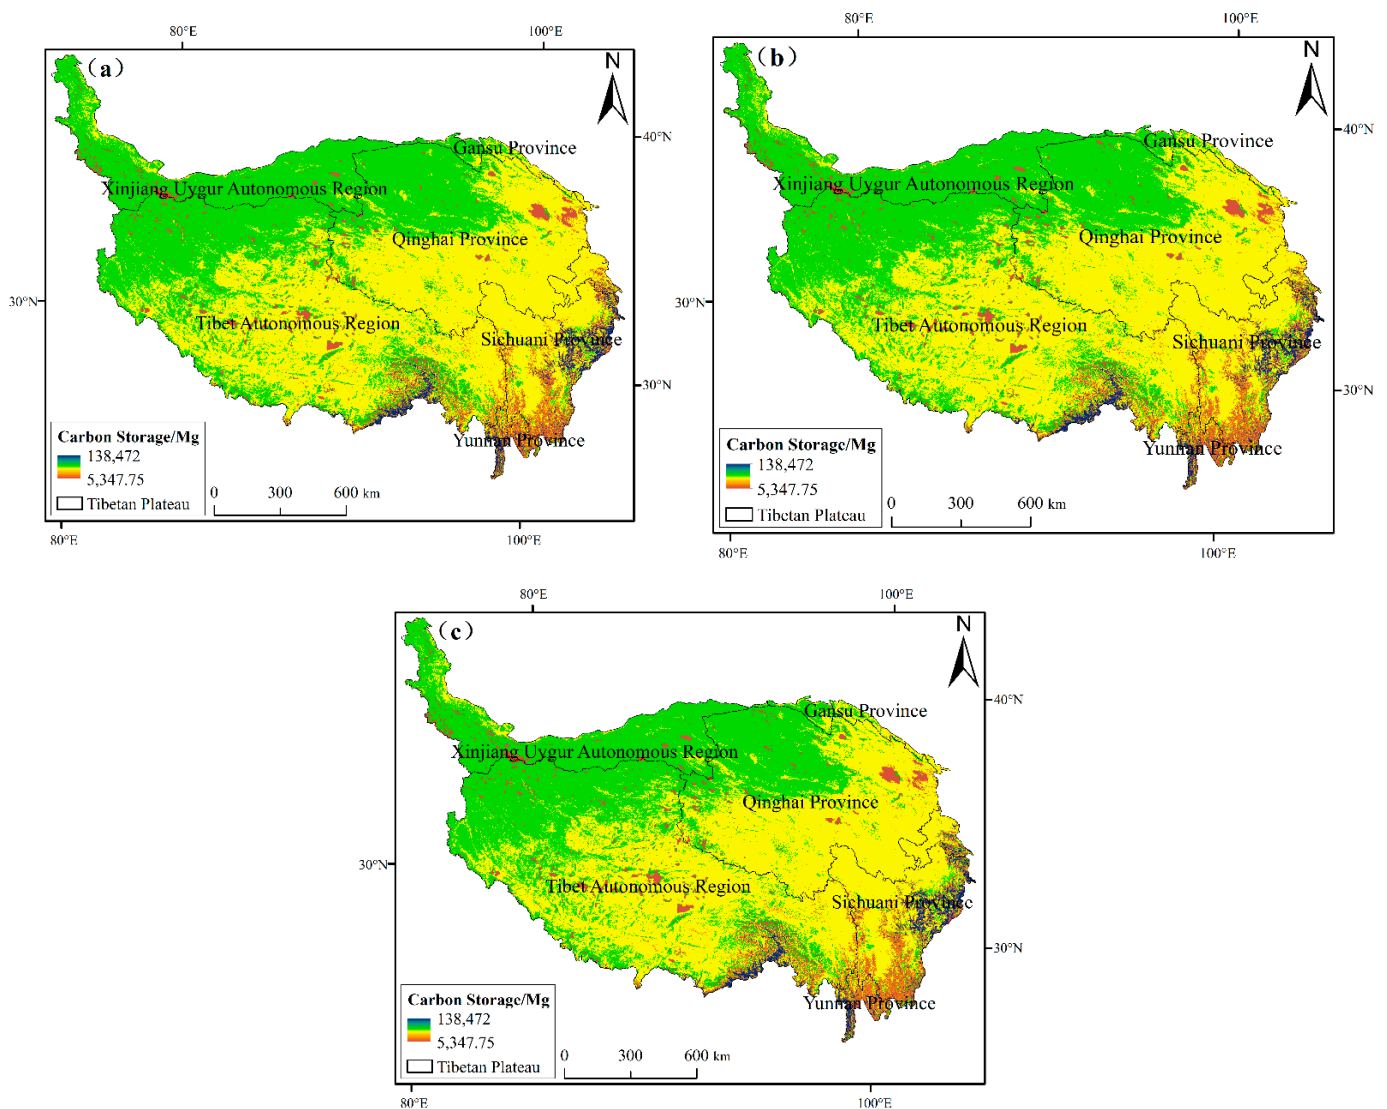 80°E
100°E
(a)
N
40°N
Gansu Province
Xinjiang Uygur Autonomous Region
Qinghai Province
30°N
Tibet Autonomous Region
Sichuani Province
30°N
Carbon Storage/Mg
138,472
5,347.75
Tibetan Plateau
Yunnan Province
0 300 600 km
80°E
100°E
80°E
100°E
(b)
N
40°N
Gansu Province
Xinjiang Uygur Autonomous Region
Qinghai Province
30°N
Tibet Autonomous Region
Sichuani Province
30°N
Carbon Storage/Mg
138,472
5,347.75
Tibetan Plateau
Yunnan Province
0 300 600 km
80°E
100°E
80°E
100°E
(c)
N
40°N
Gansu Province
Xinjiang Uygur Autonomous Region
Qinghai Province
30°N
Tibet Autonomous Region
Sichuani Province
30°N
Carbon Storage/Mg
138,472
5,347.75
Tibetan Plateau
Yunnan Province
0 300 600 km
80°E
100°E